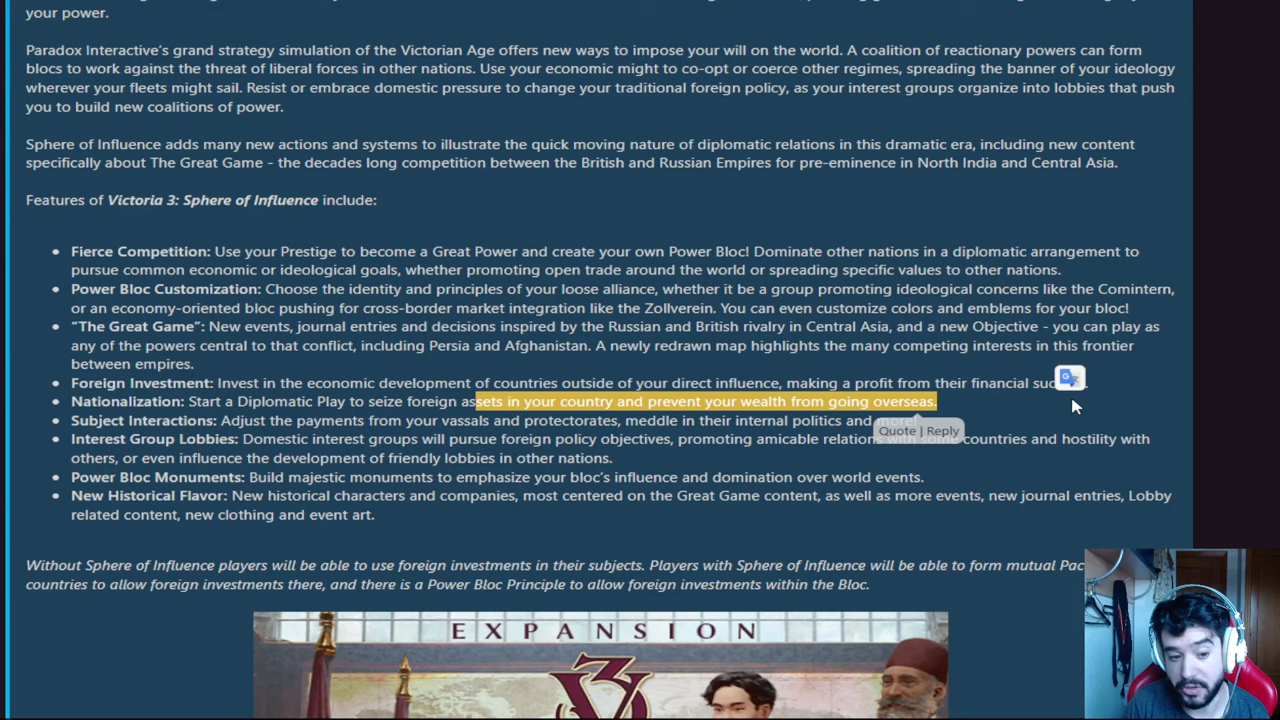 your power.
Paradox Interactive's grand strategy simulation of the Victorian Age offers new ways to impose your will on the world. A coalition of reactionary powers can form
blocs to work against the threat of liberal forces in other nations. Use your economic might to co-opt or coerce other regimes, spreading the banner of your ideology
wherever your fleets might sail. Resist or embrace domestic pressure to change your traditional foreign policy, as your interest groups organize into lobbies that push
you to build new coalitions of power.
Sphere of Influence adds many new actions and systems to illustrate the quick moving nature of diplomatic relations in this dramatic era, including new content
specifically about The Great Game - the decades long competition between the British and Russian Empires for pre-eminence in North India and Central Asia.
Features of Victoria 3: Sphere of Influence include:
• Fierce Competition: Use your Prestige to become a Great Power and create your own Power Bloc! Dominate other nations in a diplomatic arrangement to
pursue common economic or ideological goals, whether promoting open trade around the world or spreading specific values to other nations.
• Power Bloc Customization: Choose the identity and principles of your loose alliance, whether it be a group promoting ideological concerns like the Comintern,
or an economy-oriented bloc pushing for cross-border market integration like the Zollverein. You can even customize colors and emblems for your bloc!
• "The Great Game": New events, journal entries and decisions inspired by the Russian and British rivalry in Central Asia, and a new Objective - you can play as
any of the powers central to that conflict, including Persia and Afghanistan. A newly redrawn map highlights the many competing interests in this frontier
between empires.
• Foreign Investment: Invest in the economic development of countries outside of your direct influence, making a profit from their financial
• Nationalization: Start a Diplomatic Play to seize foreign assets in your country and prevent your wealth from going overseas.
• Subject Interactions: Adjust the payments from your vassals and protectorates, meddle in their internal politics and more!
Quote | Reply
• Interest Group Lobbies: Domestic interest groups will pursue foreign policy objectives, promoting amicable relations with some countries and hostility with
others, or even influence the development of friendly lobbies in other nations.
• Power Bloc Monuments: Build majestic monuments to emphasize your bloc's influence and domination over world events.
• New Historical Flavor: New historical characters and companies, most centered on the Great Game content, as well as more events, new journal entries, Lobby
related content, new clothing and event art.
Without Sphere of Influence players will be able to use foreign investments in their subjects. Players with Sphere of Influence will be able to form mutual
countries to allow foreign investments there, and there is a Power Bloc Principle to allow foreign investments within the Bloc.
EXPANSION
V3